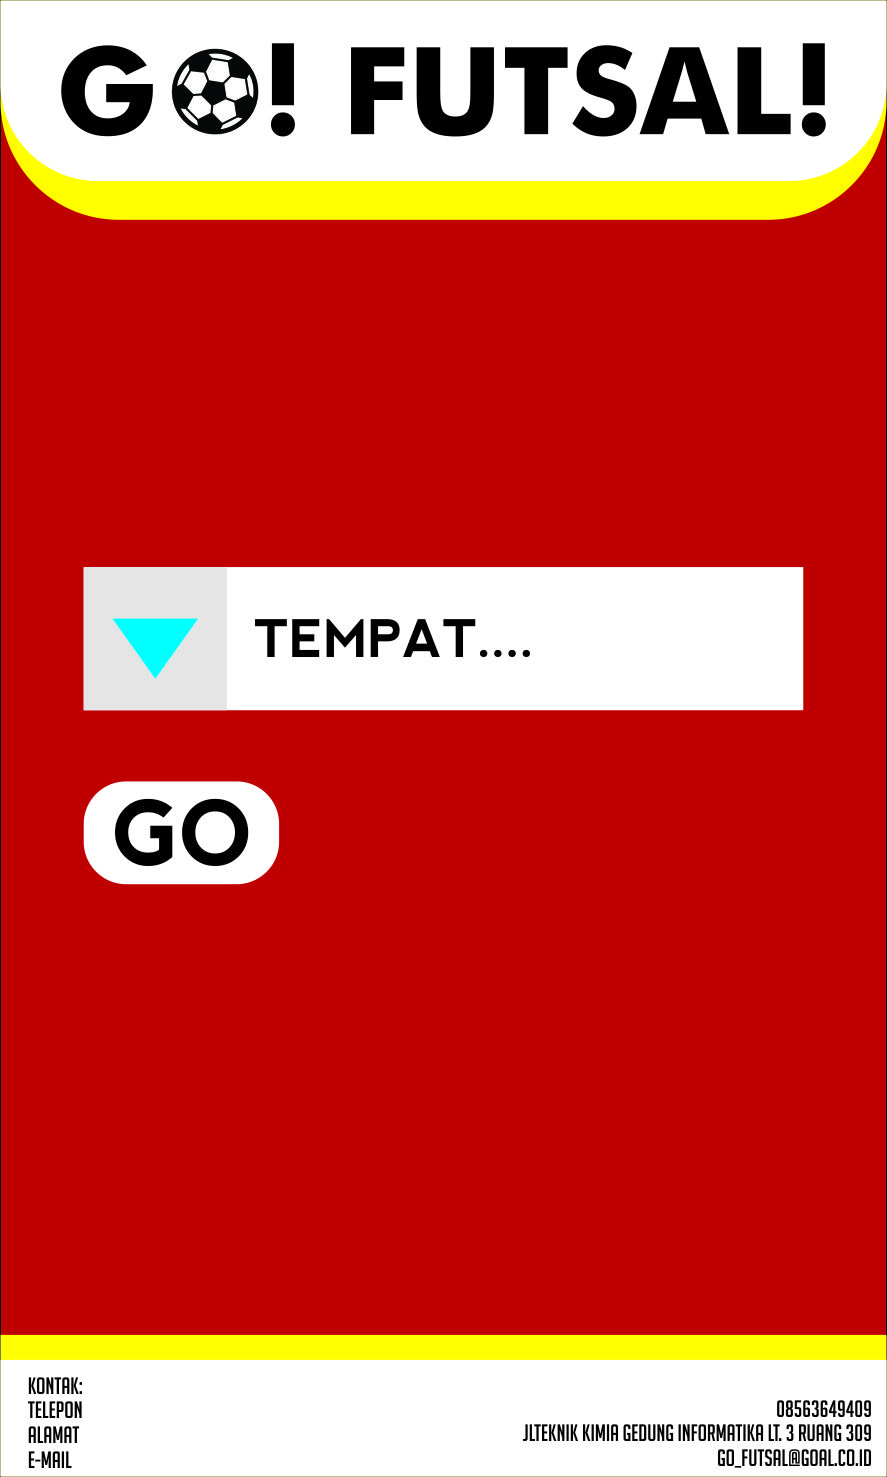 GO! FUTSAL!
TEMPAT....
GO
KONTAK:
TELEPON 08563649409
ALAMAT JLTEKNIK KIMIA GEDUNG INFORMATIKA LT. 3 RUANG 309
E-MAIL GO_FUTSAL@GOAL.CO.ID